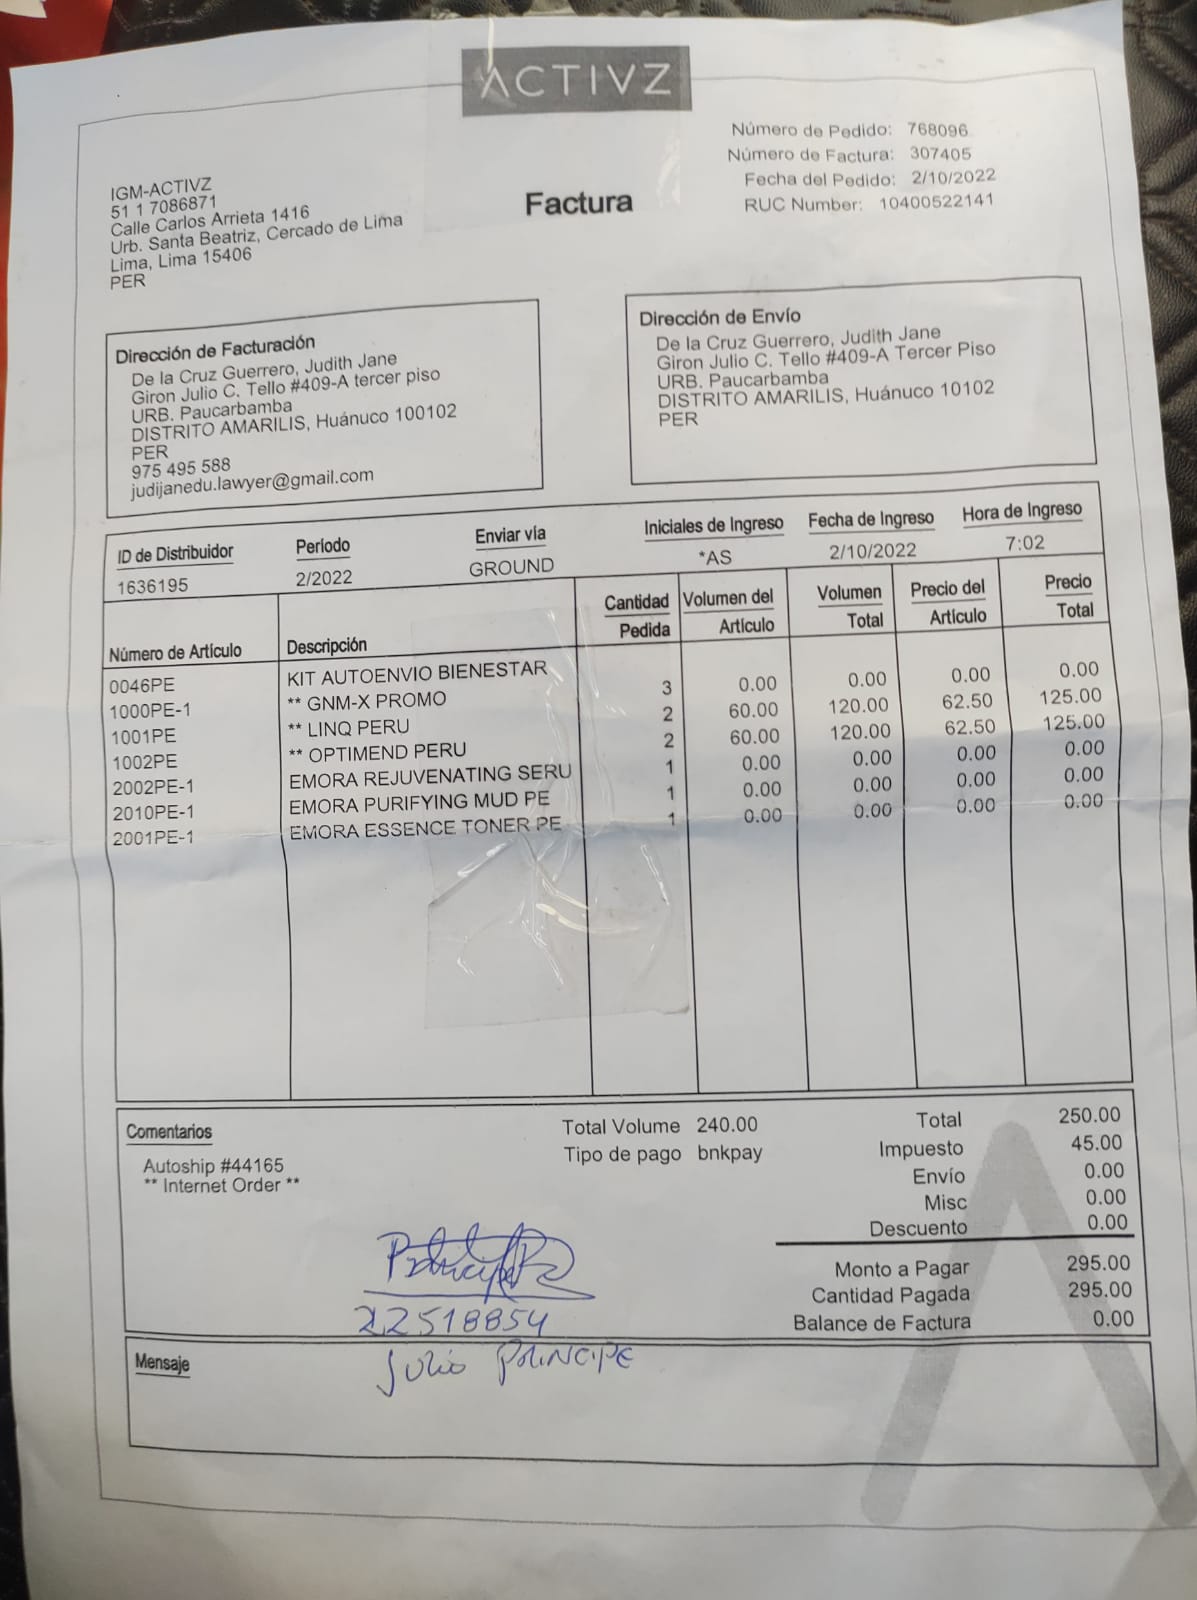 ACTIVZ
Número de Pedido: 768096
Número de Factura: 307405
Fecha del Pedido: 2/10/2022
RUC Number: 10400522141
Factura
IGM-ACTIVZ
51 1 7086871
Calle Carlos Arrieta 1416
Urb. Santa Beatriz, Cercado de Lima
Lima, Lima 15406
PER
Dirección de Facturación
De la Cruz Guerrero, Judith Jane
Giron Julio C. Tello #409-A tercer piso
URB. Paucarbamba
DISTRITO AMARILIS, Huánuco 100102
PER
975 495 588
judijanedu.lawyer@gmail.com
Dirección de Envío
De la Cruz Guerrero, Judith Jane
Giron Julio C. Tello #409-A Tercer Piso
URB. Paucarbamba
DISTRITO AMARILIS, Huánuco 10102
PER
ID de Distribuidor Período Enviar vía Iniciales de Ingreso Fecha de Ingreso Hora de Ingreso
1636195 2/2022 GROUND *AS 2/10/2022 7:02
Número de Artículo Descripción Cantidad Pedida Volumen del Artículo Volumen Total Precio del Artículo Precio Total
0046PE KIT AUTOENVIO BIENESTAR 3 0.00 0.00 0.00 0.00
1000PE-1 ** GNM-X PROMO 2 60.00 120.00 62.50 125.00
1001PE ** LINQ PERU 2 60.00 120.00 62.50 125.00
1002PE ** OPTIMEND PERU 1 0.00 0.00 0.00 0.00
2002PE-1 EMORA REJUVENATING SERU 1 0.00 0.00 0.00 0.00
2010PE-1 EMORA PURIFYING MUD PE 1 0.00 0.00 0.00 0.00
2001PE-1 EMORA ESSENCE TONER PE
Comentarios
Autoship #44165
** Internet Order **
Total Volume 240.00
Tipo de pago bnkpay
Total 250.00
Impuesto 45.00
Envío 0.00
Misc 0.00
Descuento 0.00
Monto a Pagar 295.00
Cantidad Pagada 295.00
Balance de Factura 0.00
22518854
Julio PRINCIPE
Mensaje